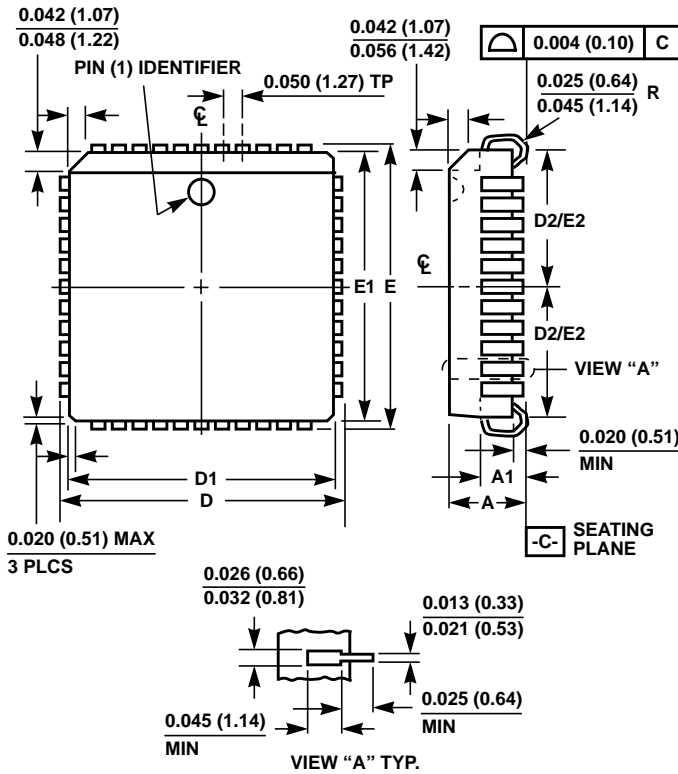 0.042 (1.07)
0.048 (1.22)
PIN (1) IDENTIFIER
0.050 (1.27) TP
℄
0.042 (1.07)
0.056 (1.42)
0.004 (0.10) C
0.025 (0.64)
0.045 (1.14)
R
D2/E2
℄
E1
E
D2/E2
VIEW “A”
0.020 (0.51)
MIN
D1
D
A1
A
0.020 (0.51) MAX
3 PLCS
-C-
SEATING
PLANE
0.026 (0.66)
0.032 (0.81)
0.013 (0.33)
0.021 (0.53)
0.045 (1.14)
MIN
0.025 (0.64)
MIN
VIEW “A” TYP.